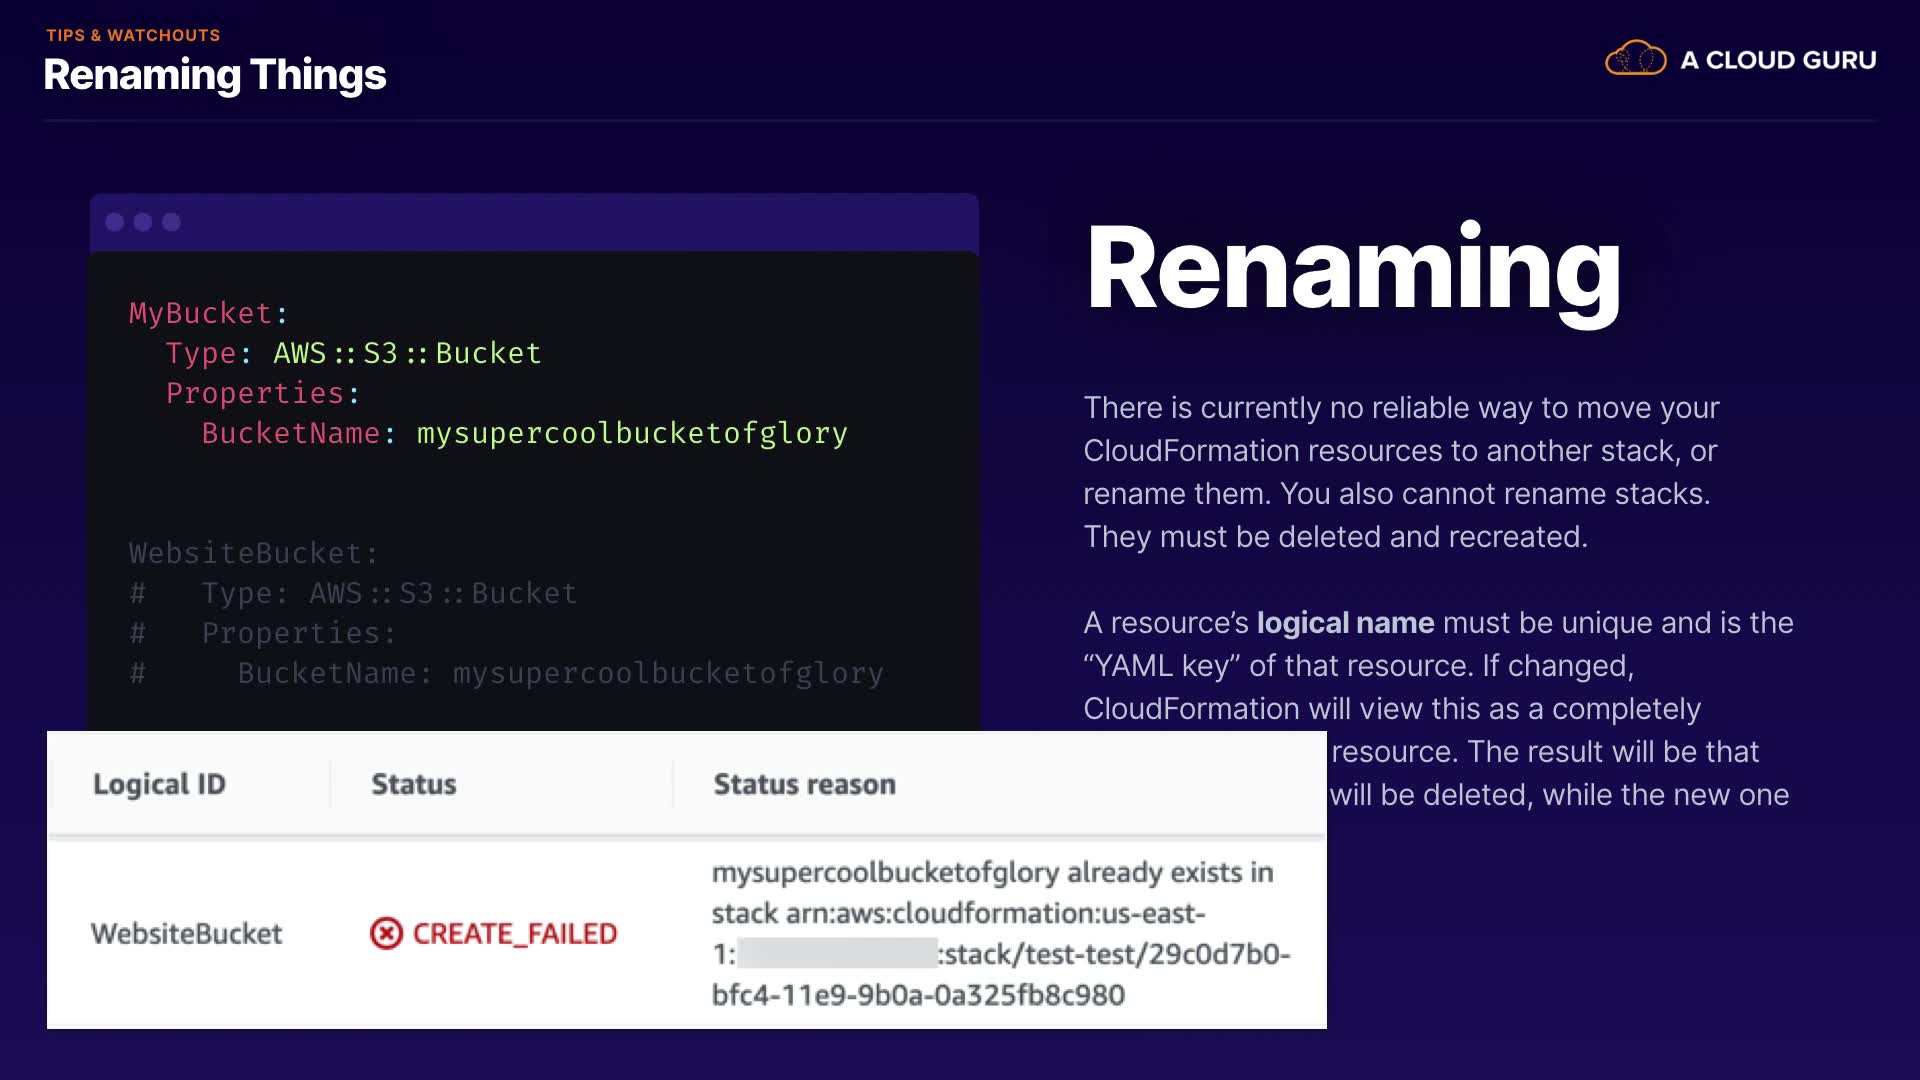 TIPS & WATCHOUTS
Renaming Things
A CLOUD GURU
MyBucket:
Type: AWS::S3::Bucket
Properties:
BucketName: mysupercoolbucketofglory
WebsiteBucket:
# Type: AWS::S3::Bucket
# Properties:
# BucketName: mysupercoolbucketofglory
Renaming
There is currently no reliable way to move your
CloudFormation resources to another stack, or
rename them. You also cannot rename stacks.
They must be deleted and recreated.
A resource’s logical name must be unique and is the
“YAML key” of that resource. If changed,
CloudFormation will view this as a completely
resource. The result will be that
will be deleted, while the new one
Logical ID Status Status reason
WebsiteBucket CREATE_FAILED
mysupercoolbucketofglory already exists in
stack arn:aws:cloudformation:us-east-
1: :stack/test-test/29c0d7b0-
bfc4-11e9-9b0a-0a325fb8c980